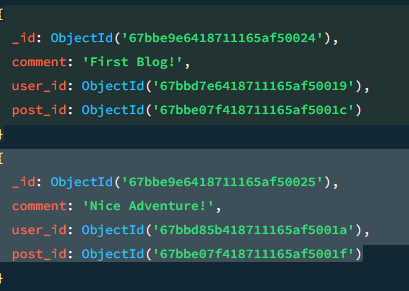 {
_id: ObjectId('67bbe9e6418711165af50024'),
comment: 'First Blog!',
user_id: ObjectId('67bbd7e6418711165af50019'),
post_id: ObjectId('67bbe07f418711165af5001c')
}
{
_id: ObjectId('67bbe9e6418711165af50025'),
comment: 'Nice Adventure!',
user_id: ObjectId('67bbd85b418711165af5001a'),
post_id: ObjectId('67bbe07f418711165af5001f')
}